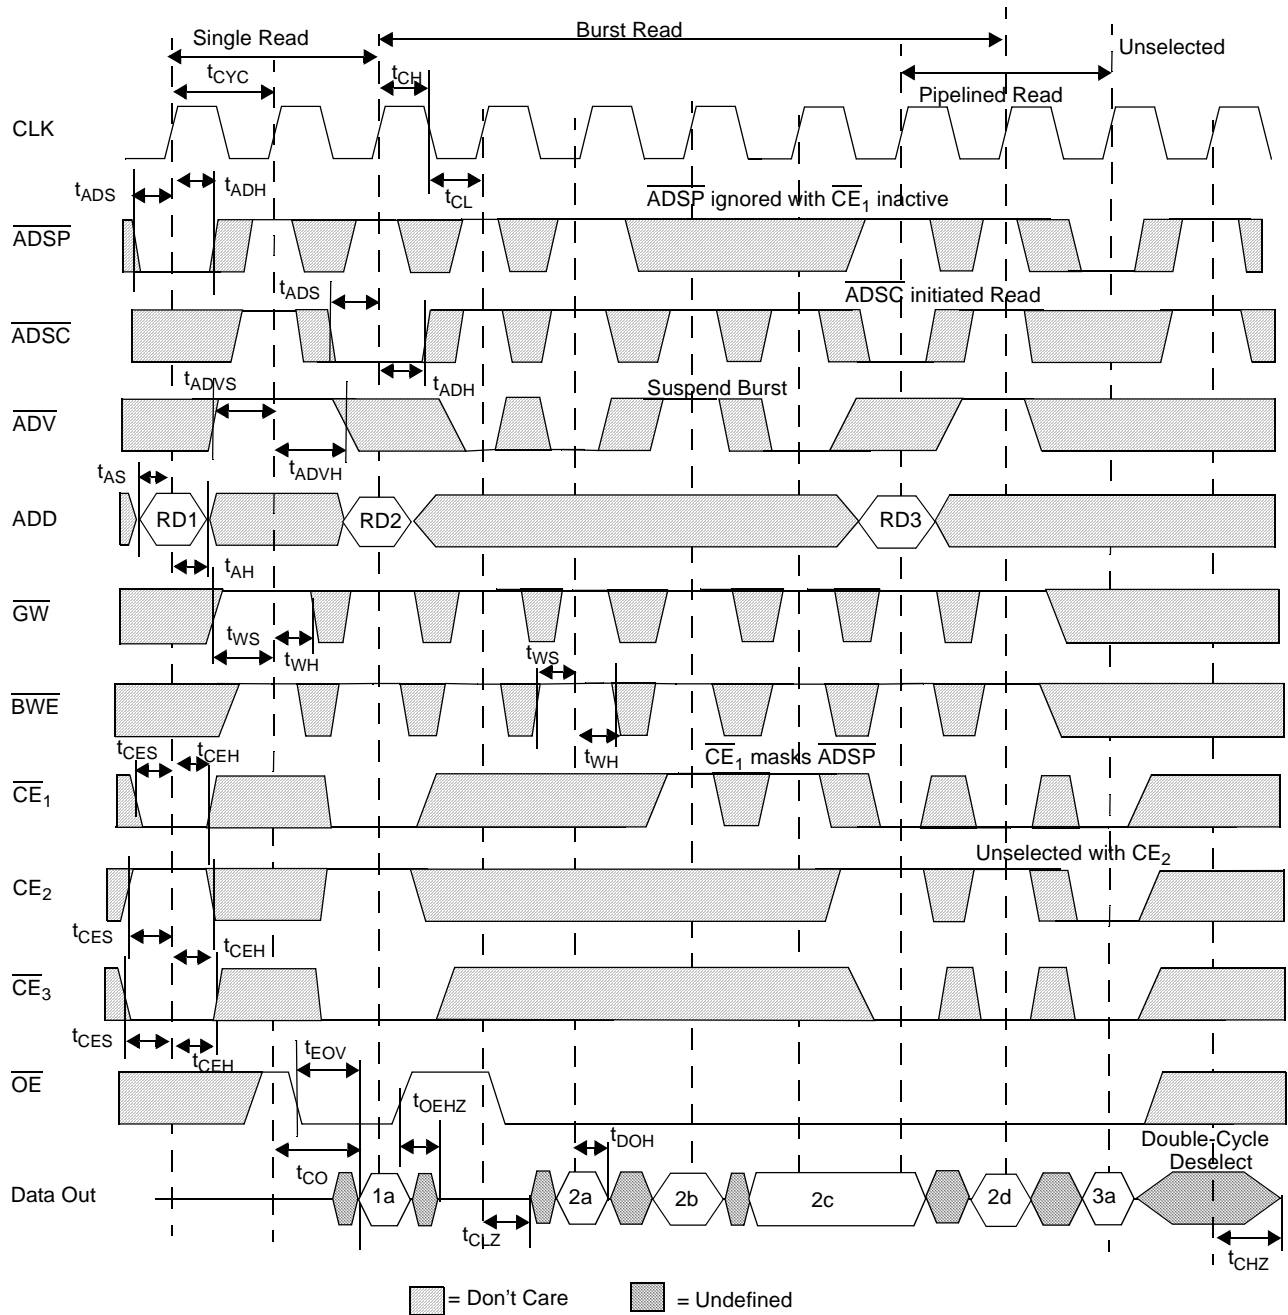 Burst Read
Single Read
Unselected
tCYC
tCH
Pipelined Read
CLK
tADS
tADH
tCL
ADSP ignored with CE1 inactive
ADSP
tADS
ADSC initiated Read
ADSC
tADH
tADVS
Suspend Burst
ADV
tADVH
tAS
ADD
RD1
RD2
RD3
tAH
GW
tWS
tWH
tWS
BWE
tCES
tCEH
tWH
CE1 masks ADSP
CE1
Unselected with CE2
CE2
tCES
tCEH
CE3
tCES
tCEH
tEOV
OE
tOEHZ
tDOH
Double-Cycle
Deselect
tCO
Data Out
1a
2a
2b
2c
2d
3a
tCLZ
tCHZ
= Don't Care
= Undefined